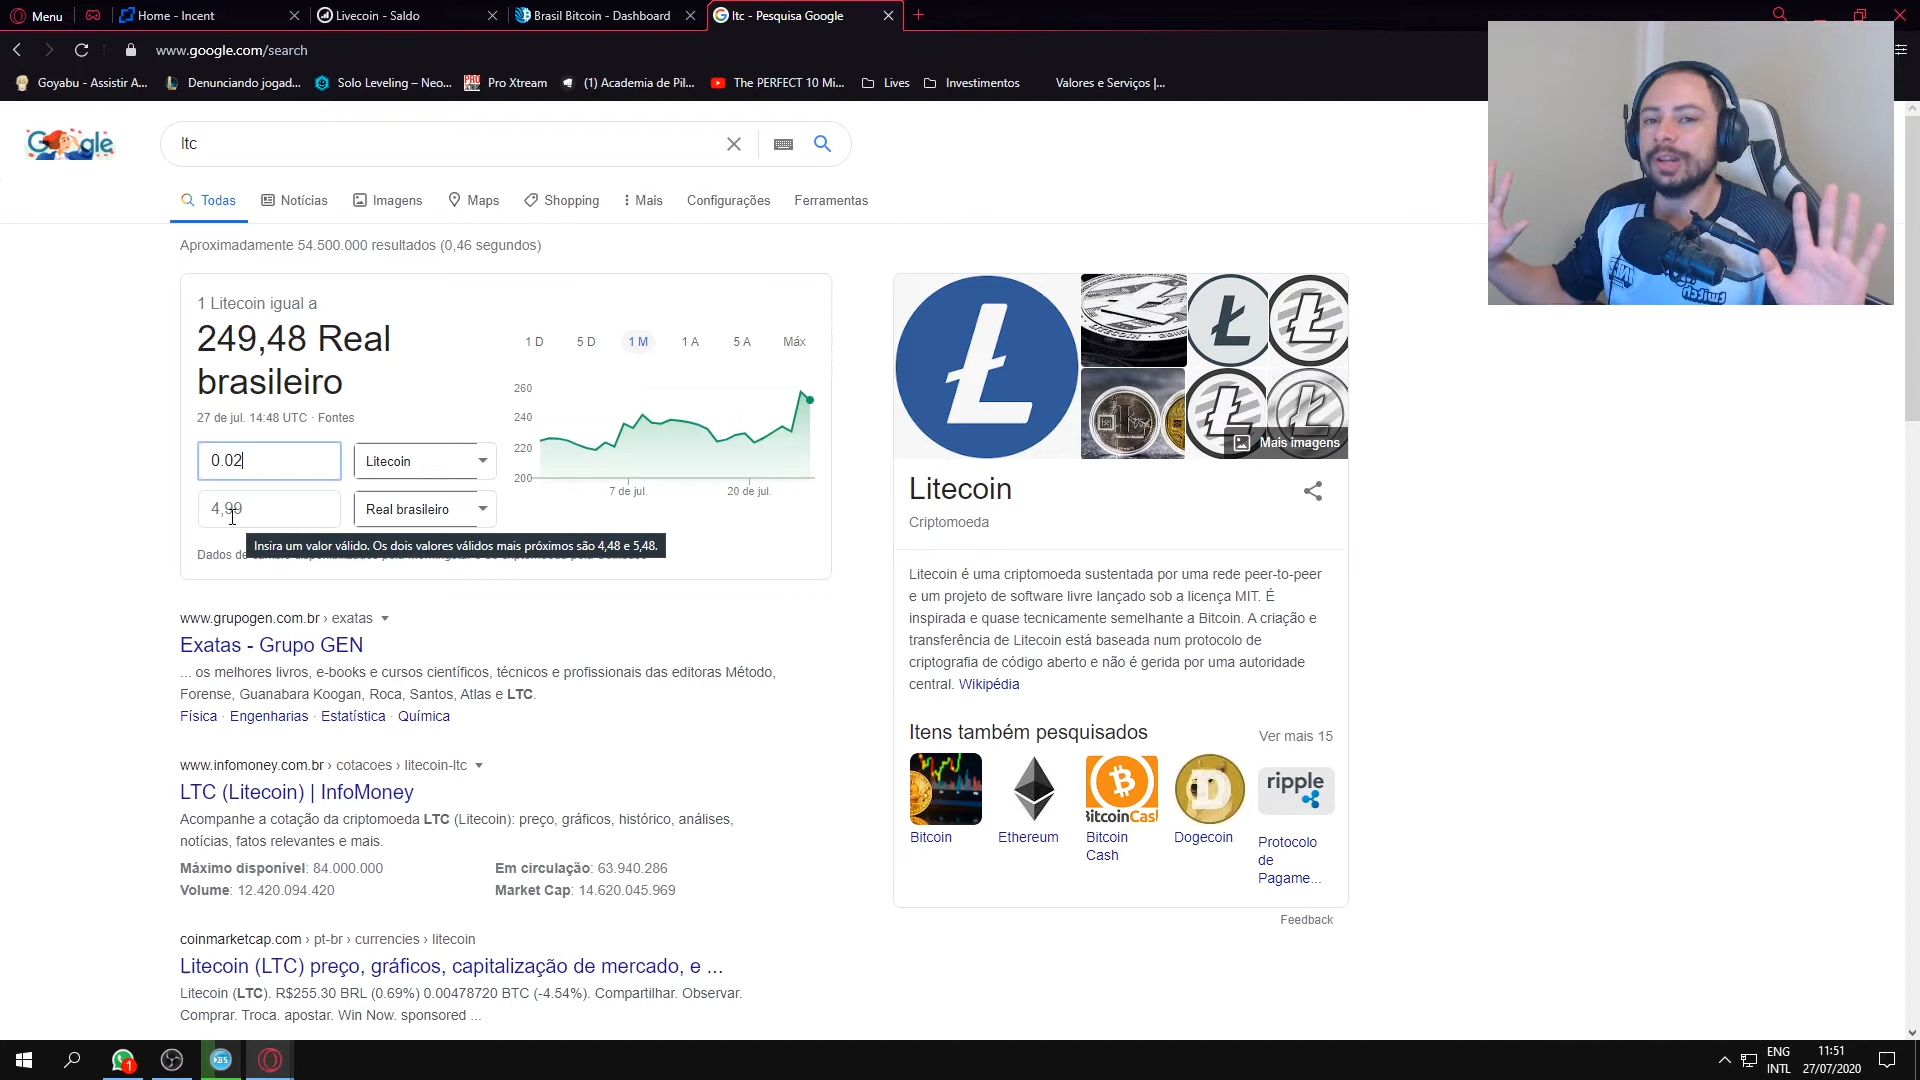 Menu
Home - Incent
Livecoin - Saldo
Brasil Bitcoin - Dashboard
ltc - Pesquisa Google
www.google.com/search
Goyabu - Assistir A...
Denunciando jogad...
Solo Leveling – Neo...
Pro Xtream
(1) Academia de Pil...
The PERFECT 10 Mi...
Lives
Investimentos
Valores e Serviços |...
Google
ltc
Todas
Notícias
Imagens
Maps
Shopping
Mais
Configurações
Ferramentas
Aproximadamente 54.500.000 resultados (0,46 segundos)
1 Litecoin igual a
249,48 Real
brasileiro
27 de jul. 14:48 UTC · Fontes
0.02
Litecoin
4,99
Real brasileiro
Insira um valor válido. Os dois valores válidos mais próximos são 4,48 e 5,48.
Dados de
1 D
5 D
1 M
1 A
5 A
Máx
260
240
220
200
7 de jul.
20 de jul.
www.grupogen.com.br › exatas
Exatas - Grupo GEN
... os melhores livros, e-books e cursos científicos, técnicos e profissionais das editoras Método,
Forense, Guanabara Koogan, Roca, Santos, Atlas e LTC.
Física · Engenharias · Estatística · Química
www.infomoney.com.br › cotacoes › litecoin-ltc
LTC (Litecoin) | InfoMoney
Acompanhe a cotação da criptomoeda LTC (Litecoin): preço, gráficos, histórico, análises,
notícias, fatos relevantes e mais.
Máximo disponível: 84.000.000
Em circulação: 63.940.286
Volume: 12.420.094.420
Market Cap: 14.620.045.969
coinmarketcap.com › pt-br › currencies › litecoin
Litecoin (LTC) preço, gráficos, capitalização de mercado, e ...
Litecoin (LTC). R$255.30 BRL (0.69%) 0.00478720 BTC (-4.54%). Compartilhar. Observar.
Comprar. Troca. apostar. Win Now. sponsored ...
Mais imagens
Litecoin
Criptomoeda
Litecoin é uma criptomoeda sustentada por uma rede peer-to-peer
e um projeto de software livre lançado sob a licença MIT. É
inspirada e quase tecnicamente semelhante a Bitcoin. A criação e
transferência de Litecoin está baseada num protocolo de
criptografia de código aberto e não é gerida por uma autoridade
central. Wikipédia
Itens também pesquisados
Ver mais 15
BitcoinCash
ripple
Bitcoin
Ethereum
Bitcoin
Cash
Dogecoin
Protocolo
de
Pagame...
Feedback
1
ENG
INTL
11:51
27/07/2020